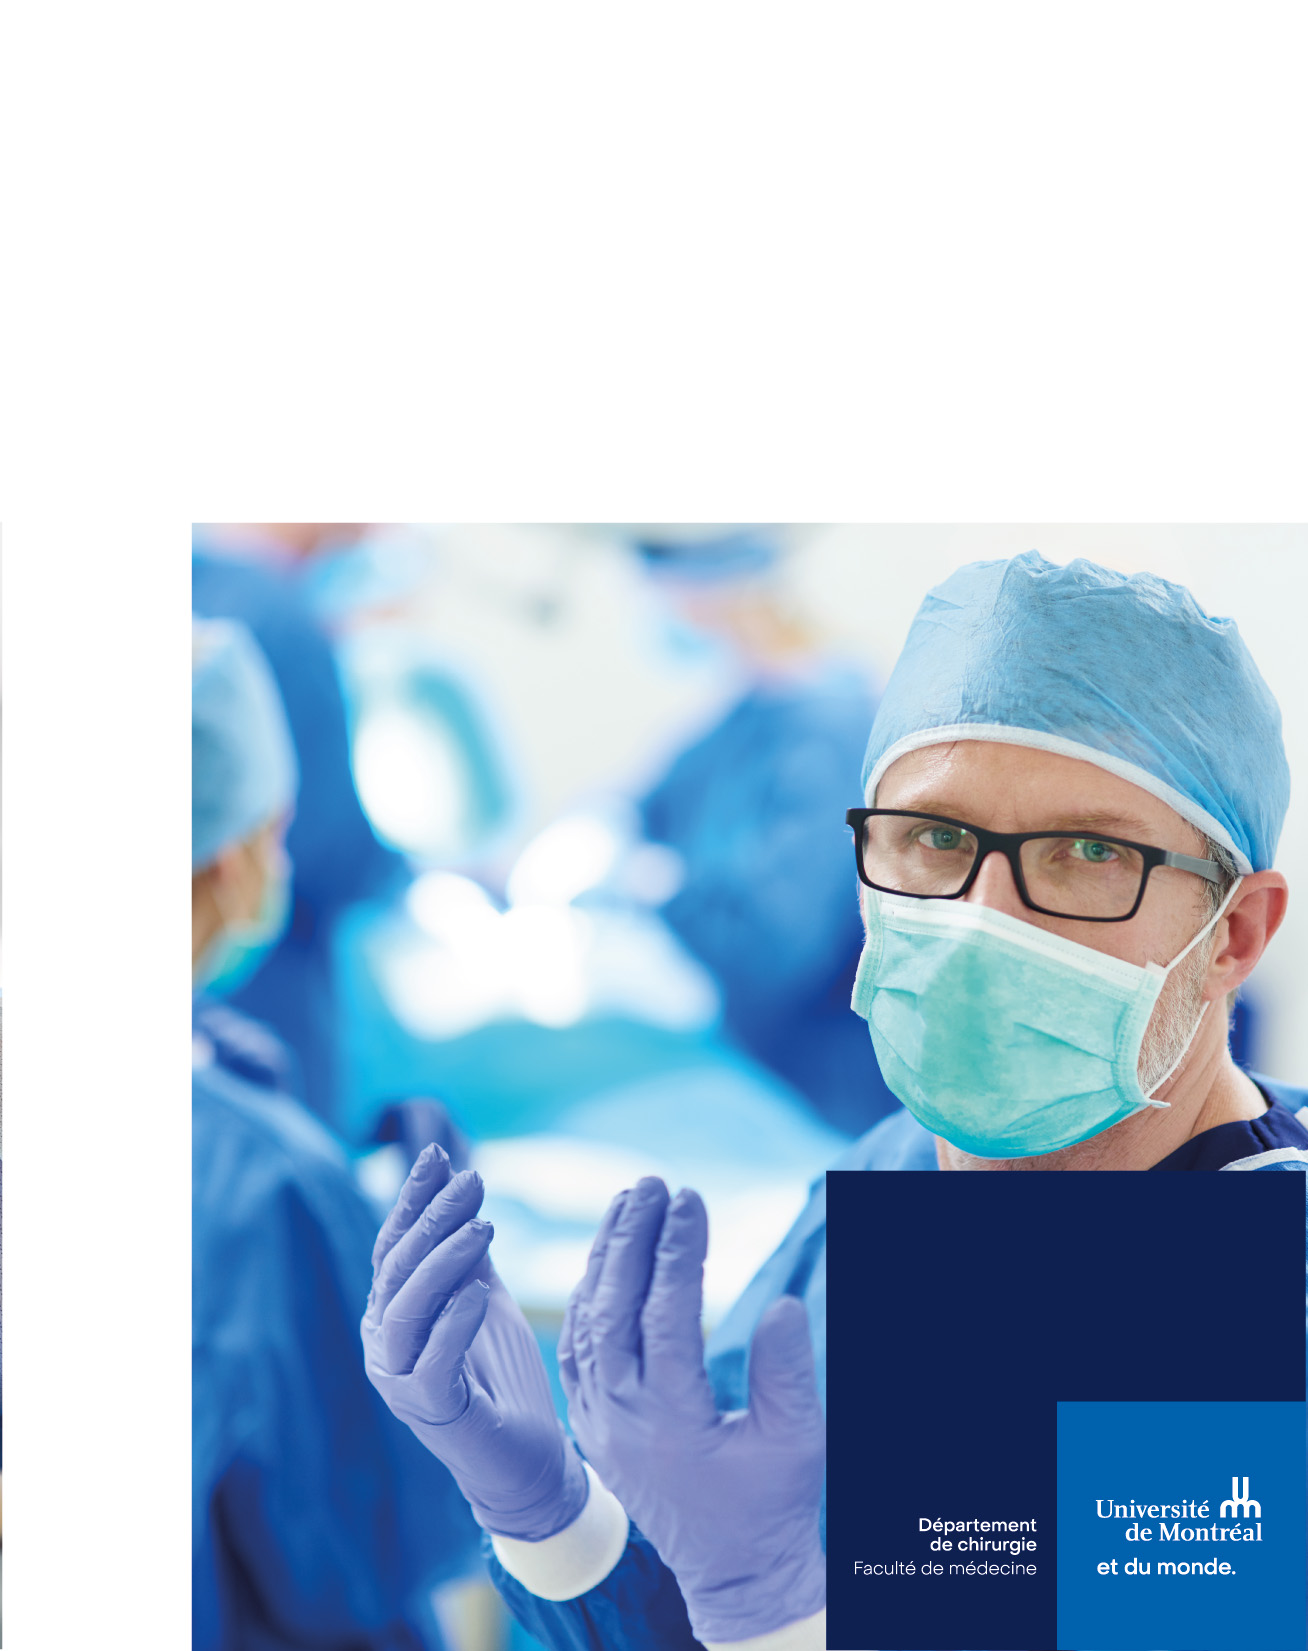 Département
de chirurgie
Faculté de médecine
Université
de Montréal
et du monde.